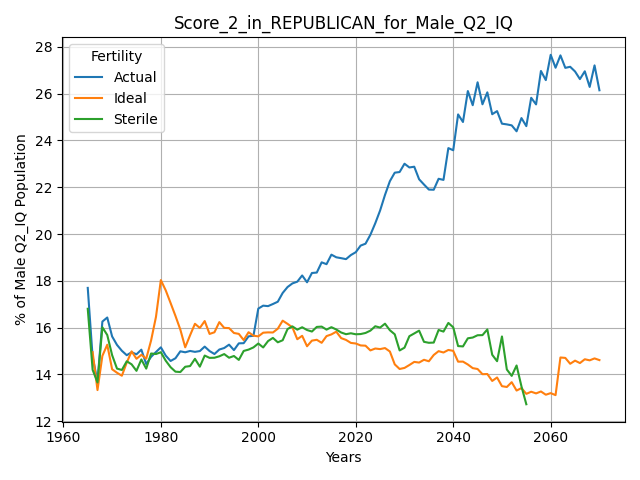 Score_2_in_REPUBLICAN_for_Male_Q2_IQ
Fertility
Actual
Ideal
Sterile
% of Male Q2_IQ Population
28
26
24
22
20
18
16
14
12
1960
1980
2000
2020
2040
2060
Years